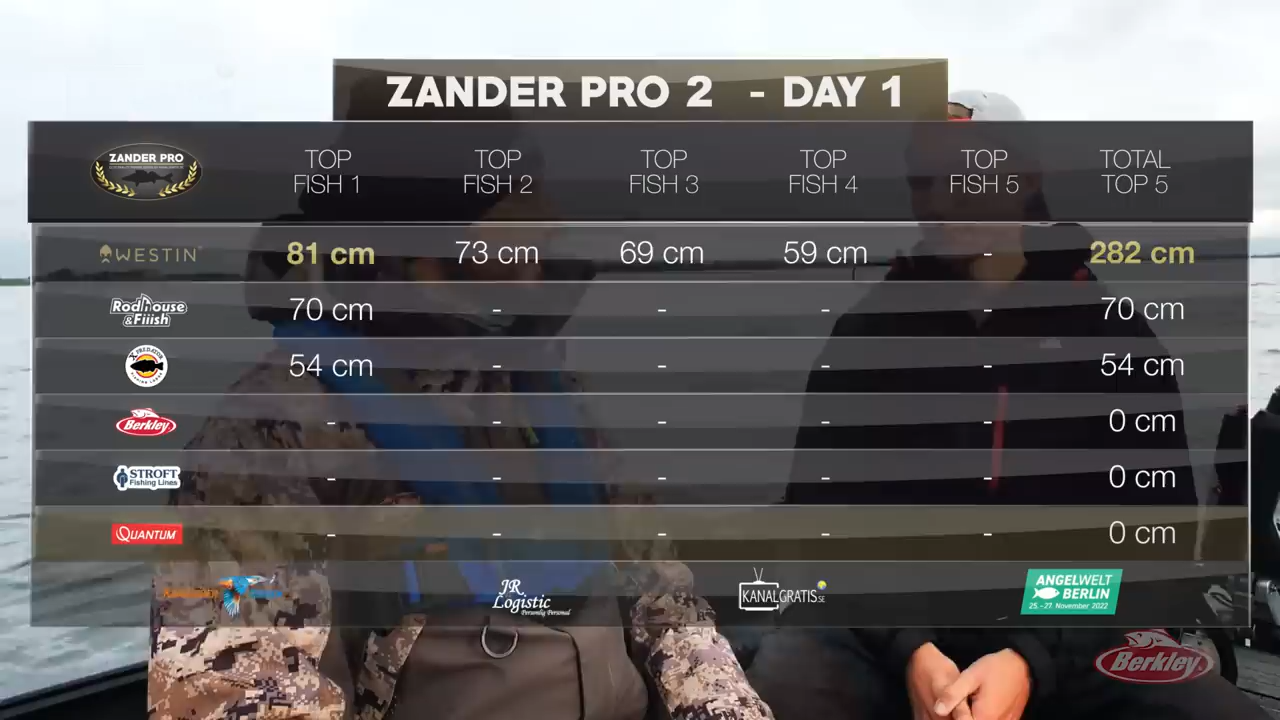 ZANDER PRO 2 - DAY 1
ZANDER PRO
TOP FISH 1
TOP FISH 2
TOP FISH 3
TOP FISH 4
TOP FISH 5
TOTAL TOP 5
WESTIN 81 cm 73 cm 69 cm 59 cm - 282 cm
Rodhouse &Fiiish 70 cm - - - - 70 cm
PREDATOR 54 cm - - - - 54 cm
Berkley - - - - - 0 cm
STROFT Fishing Lines - - - - - 0 cm
QUANTUM - - - - - 0 cm
JR Logistic
Personlig Personal
KANALGRATIS.SE
ANGELWELT
BERLIN
25. - 27. November 2022
Berkley